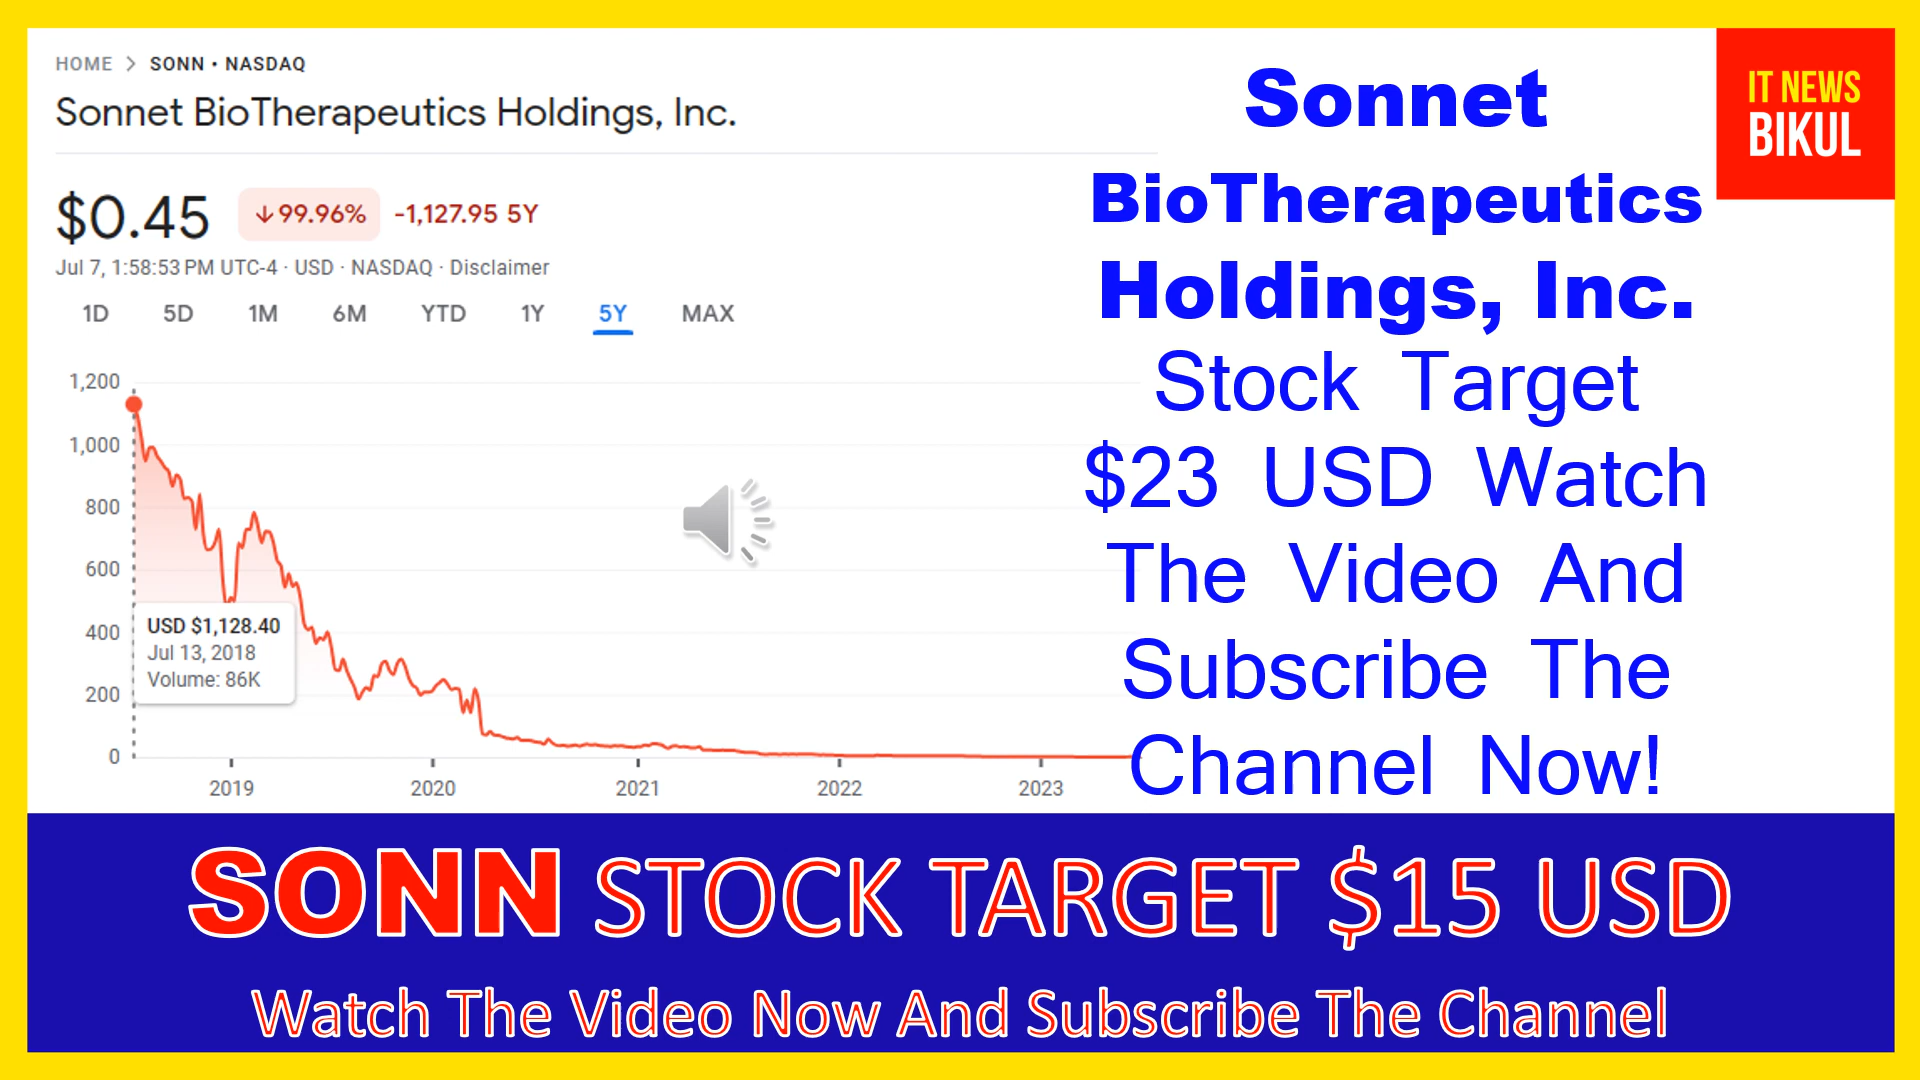 HOME > SONN • NASDAQ
Sonnet BioTherapeutics Holdings, Inc.
$0.45 ↓99.96% -1,127.95 5Y
Jul 7, 1:58:53 PM UTC-4 · USD · NASDAQ · Disclaimer
1D 5D 1M 6M YTD 1Y 5Y MAX
1,200
1,000
800
600
400
200
0
USD $1,128.40
Jul 13, 2018
Volume: 86K
2019 2020 2021 2022 2023
Sonnet
BioTherapeutics
Holdings, Inc.
Stock Target
$23 USD Watch
The Video And
Subscribe The
Channel Now!
IT NEWS
BIKUL
SONN STOCK TARGET $15 USD
Watch The Video Now And Subscribe The Channel